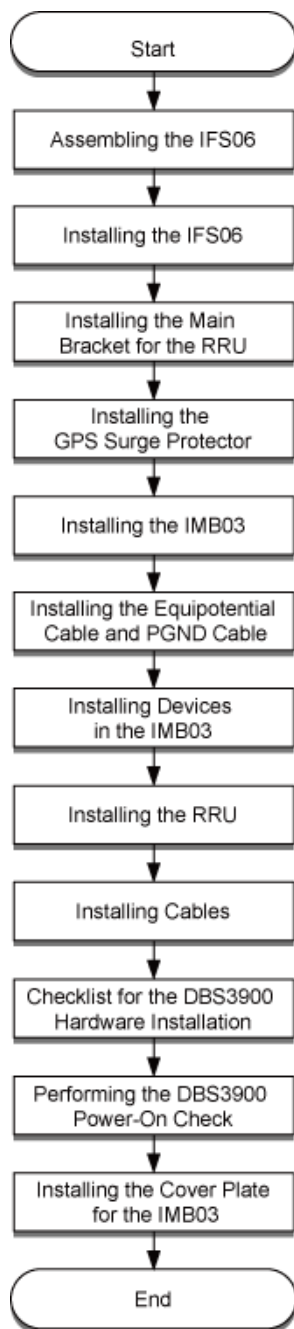 Start
Assembling the IFS06
Installing the IFS06
Installing the Main
Bracket for the RRU
Installing the
GPS Surge Protector
Installing the IMB03
Installing the Equipotential
Cable and PGND Cable
Installing Devices
in the IMB03
Installing the RRU
Installing Cables
Checklist for the DBS3900
Hardware Installation
Performing the DBS3900
Power-On Check
Installing the Cover Plate
for the IMB03
End